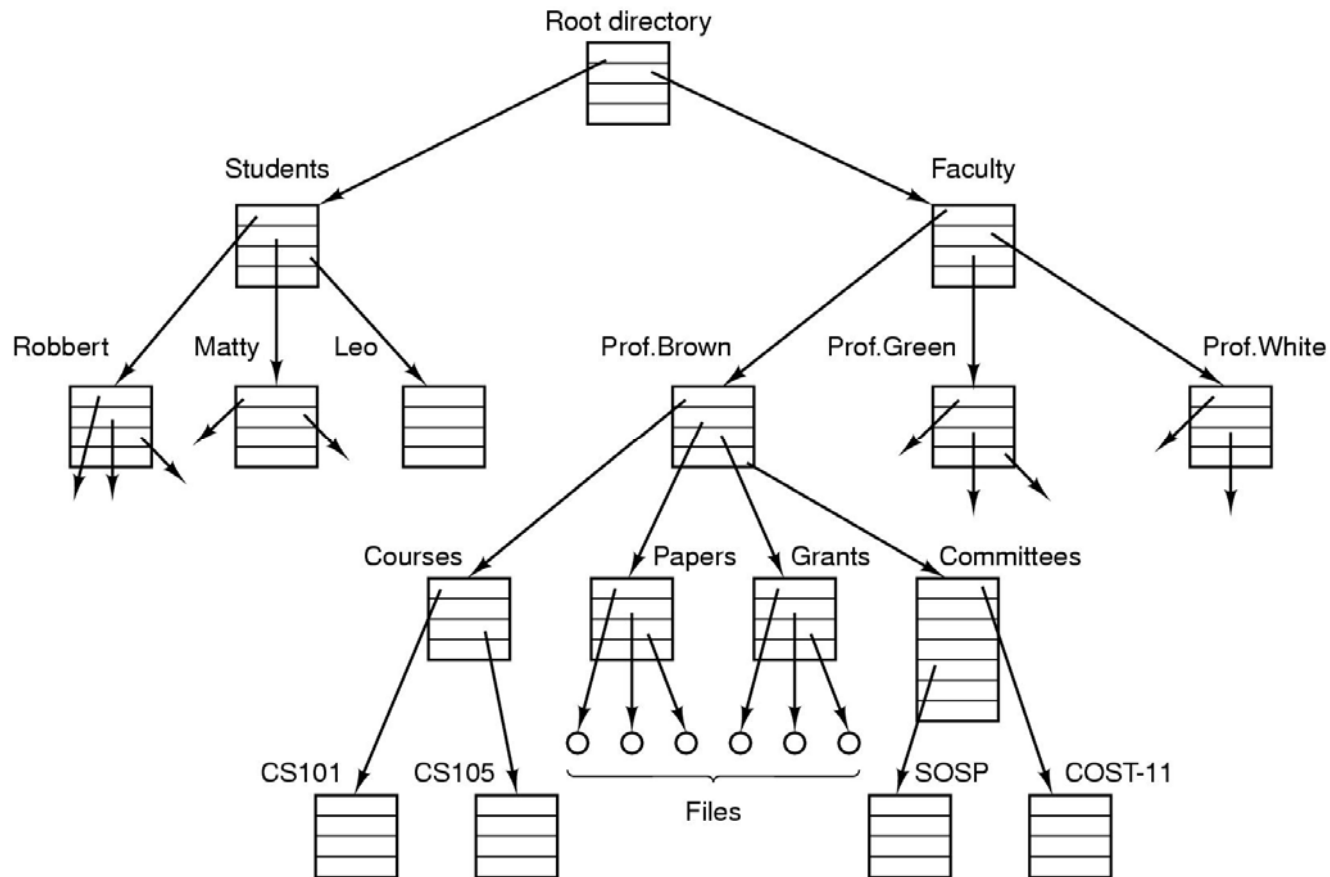 Root directory
Students
Faculty
Robbert
Matty
Leo
Prof.Brown
Prof.Green
Prof.White
Courses
Papers
Grants
Committees
CS101
CS105
SOSP
COST-11
Files